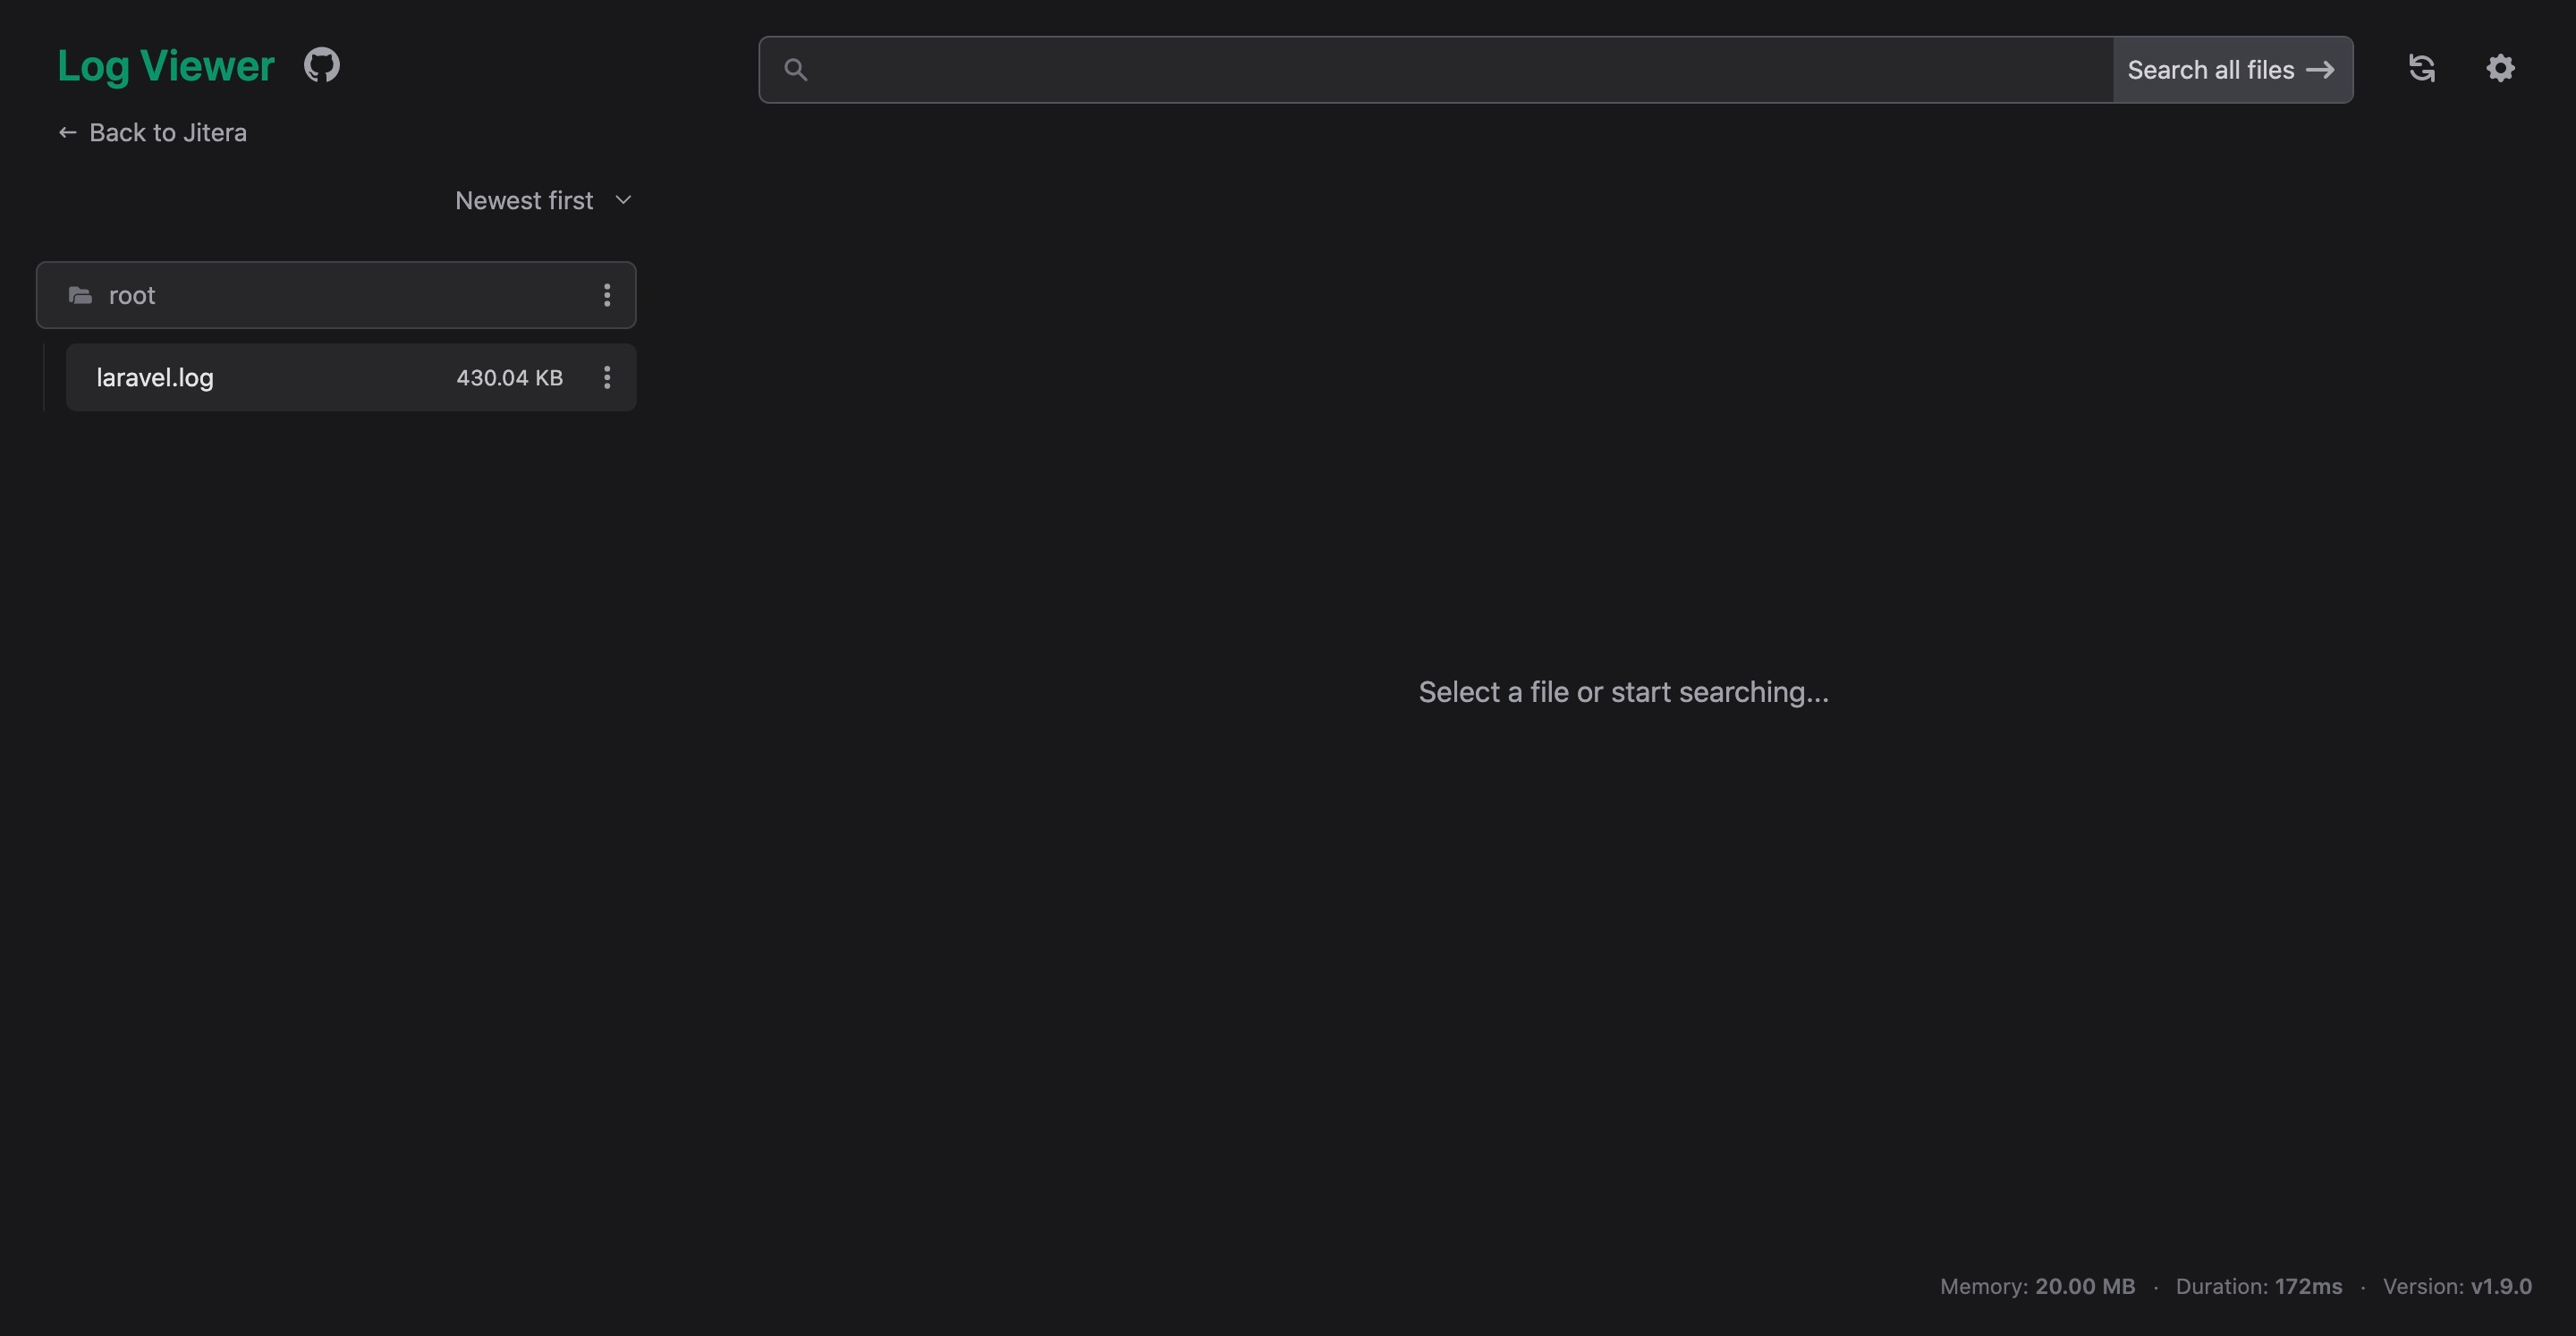 Log Viewer
Search all files
← Back to Jitera
Newest first
root
laravel.log 430.04 KB
Select a file or start searching...
Memory: 20.00 MB · Duration: 172ms · Version: v1.9.0